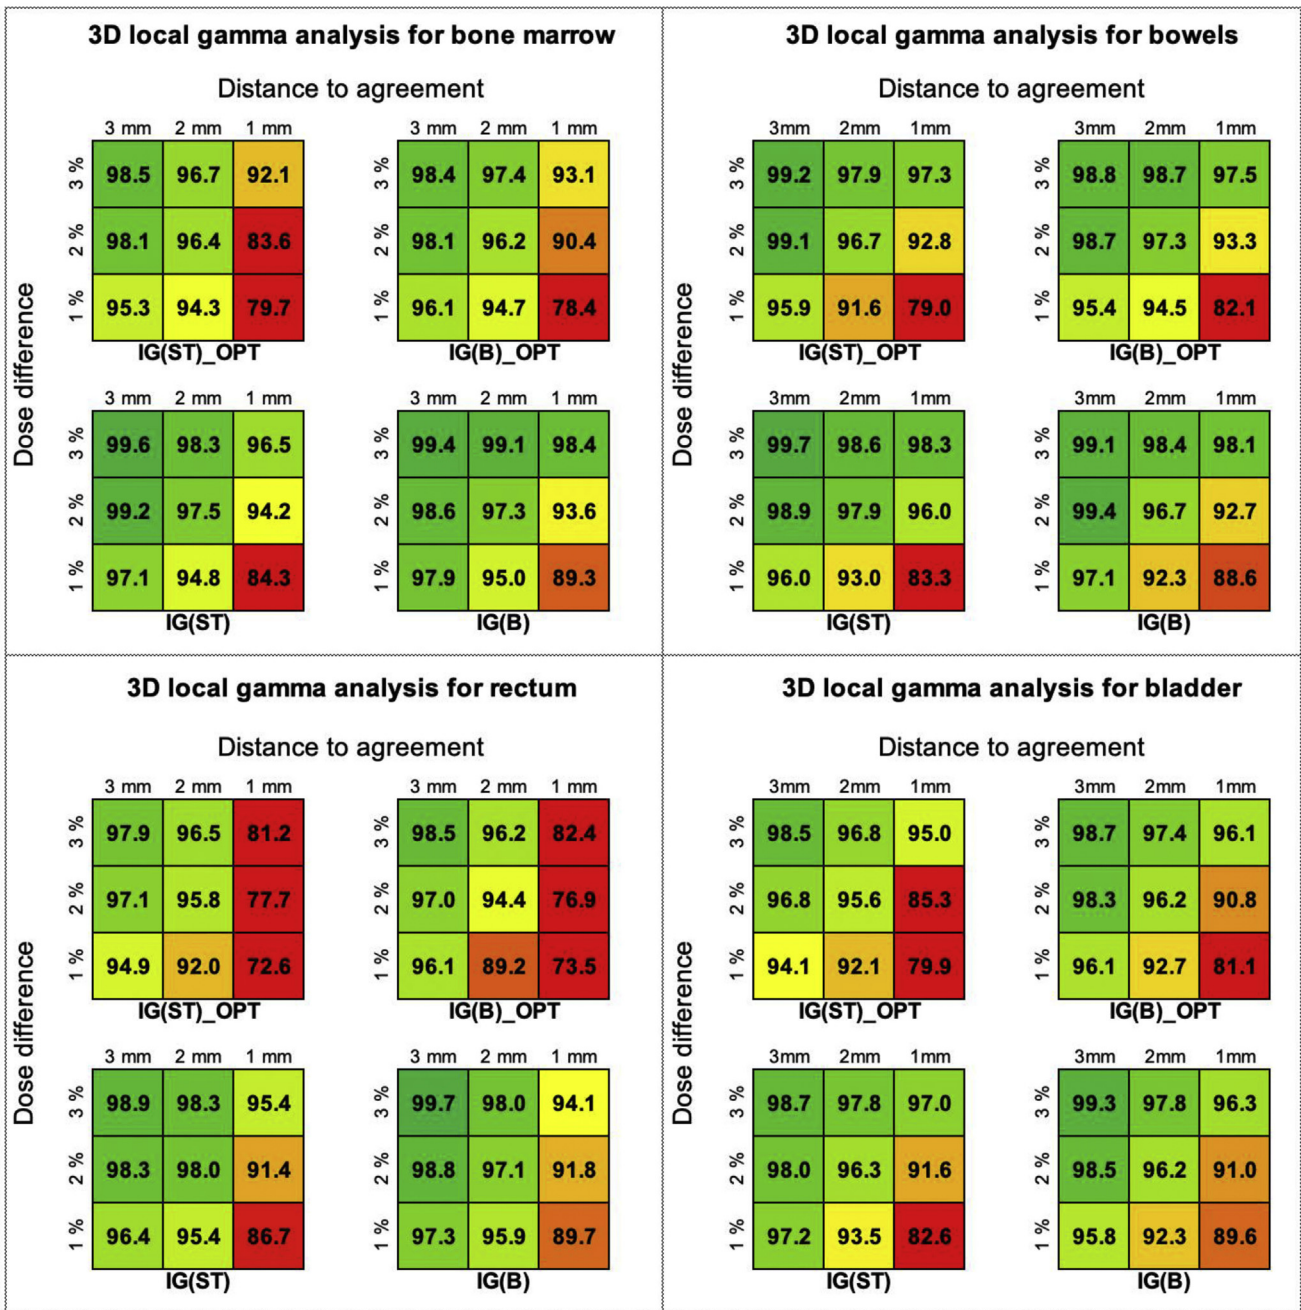 3D local gamma analysis for bone marrow
Distance to agreement
Dose difference
3 mm 2 mm 1 mm
3 % 98.5 96.7 92.1
2 % 98.1 96.4 83.6
1 % 95.3 94.3 79.7
IG(ST)_OPT
3 mm 2 mm 1 mm
3 % 98.4 97.4 93.1
2 % 98.1 96.2 90.4
1 % 96.1 94.7 78.4
IG(B)_OPT
3 mm 2 mm 1 mm
3 % 99.6 98.3 96.5
2 % 99.2 97.5 94.2
1 % 97.1 94.8 84.3
IG(ST)
3 mm 2 mm 1 mm
3 % 99.4 99.1 98.4
2 % 98.6 97.3 93.6
1 % 97.9 95.0 89.3
IG(B)
3D local gamma analysis for bowels
Distance to agreement
Dose difference
3mm 2mm 1mm
3 % 99.2 97.9 97.3
2 % 99.1 96.7 92.8
1 % 95.9 91.6 79.0
IG(ST)_OPT
3mm 2mm 1mm
3 % 98.8 98.7 97.5
2 % 98.7 97.3 93.3
1 % 95.4 94.5 82.1
IG(B)_OPT
3mm 2mm 1mm
3 % 99.7 98.6 98.3
2 % 98.9 97.9 96.0
1 % 96.0 93.0 83.3
IG(ST)
3mm 2mm 1mm
3 % 99.1 98.4 98.1
2 % 99.4 96.7 92.7
1 % 97.1 92.3 88.6
IG(B)
3D local gamma analysis for rectum
Distance to agreement
Dose difference
3 mm 2 mm 1 mm
3 % 97.9 96.5 81.2
2 % 97.1 95.8 77.7
1 % 94.9 92.0 72.6
IG(ST)_OPT
3 mm 2 mm 1 mm
3 % 98.5 96.2 82.4
2 % 97.0 94.4 76.9
1 % 96.1 89.2 73.5
IG(B)_OPT
3 mm 2 mm 1 mm
3 % 98.9 98.3 95.4
2 % 98.3 98.0 91.4
1 % 96.4 95.4 86.7
IG(ST)
3 mm 2 mm 1 mm
3 % 99.7 98.0 94.1
2 % 98.8 97.1 91.8
1 % 97.3 95.9 89.7
IG(B)
3D local gamma analysis for bladder
Distance to agreement
Dose difference
3mm 2mm 1mm
3 % 98.5 96.8 95.0
2 % 96.8 95.6 85.3
1 % 94.1 92.1 79.9
IG(ST)_OPT
3mm 2mm 1mm
3 % 98.7 97.4 96.1
2 % 98.3 96.2 90.8
1 % 96.1 92.7 81.1
IG(B)_OPT
3mm 2mm 1mm
3 % 98.7 97.8 97.0
2 % 98.0 96.3 91.6
1 % 97.2 93.5 82.6
IG(ST)
3mm 2mm 1mm
3 % 99.3 97.8 96.3
2 % 98.5 96.2 91.0
1 % 95.8 92.3 89.6
IG(B)